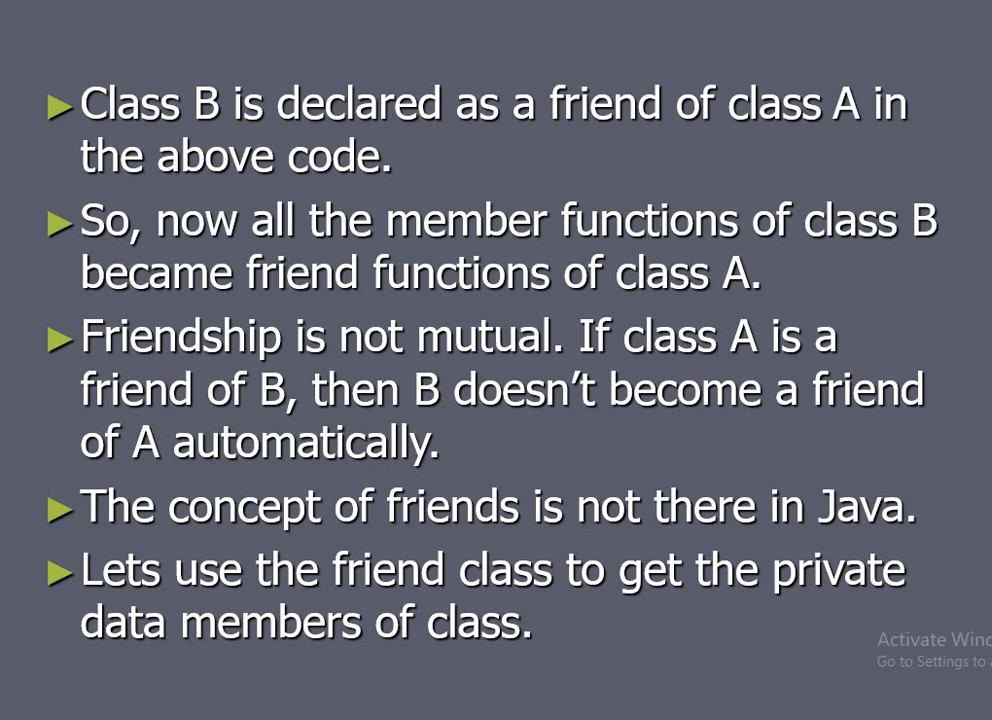 ►Class B is declared as a friend of class A in
the above code.
►So, now all the member functions of class B
became friend functions of class A.
►Friendship is not mutual. If class A is a
friend of B, then B doesn’t become a friend
of A automatically.
►The concept of friends is not there in Java.
►Lets use the friend class to get the private
data members of class.
Activate Wind
Go to Settings to